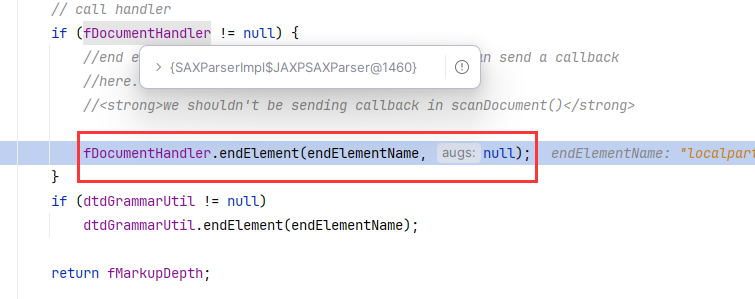 // call handler
if (fDocumentHandler != null) {
//end e
an send a callback
{SAXParserImpl$JAXPSAXParser@1460}
//here.
//<strong>we shouldn't be sending callback in scanDocument()</strong>
fDocumentHandler.endElement(endElementName, augs: null); endElementName: "localpart
}
if (dtdGrammarUtil != null)
dtdGrammarUtil.endElement(endElementName);
return fMarkupDepth;